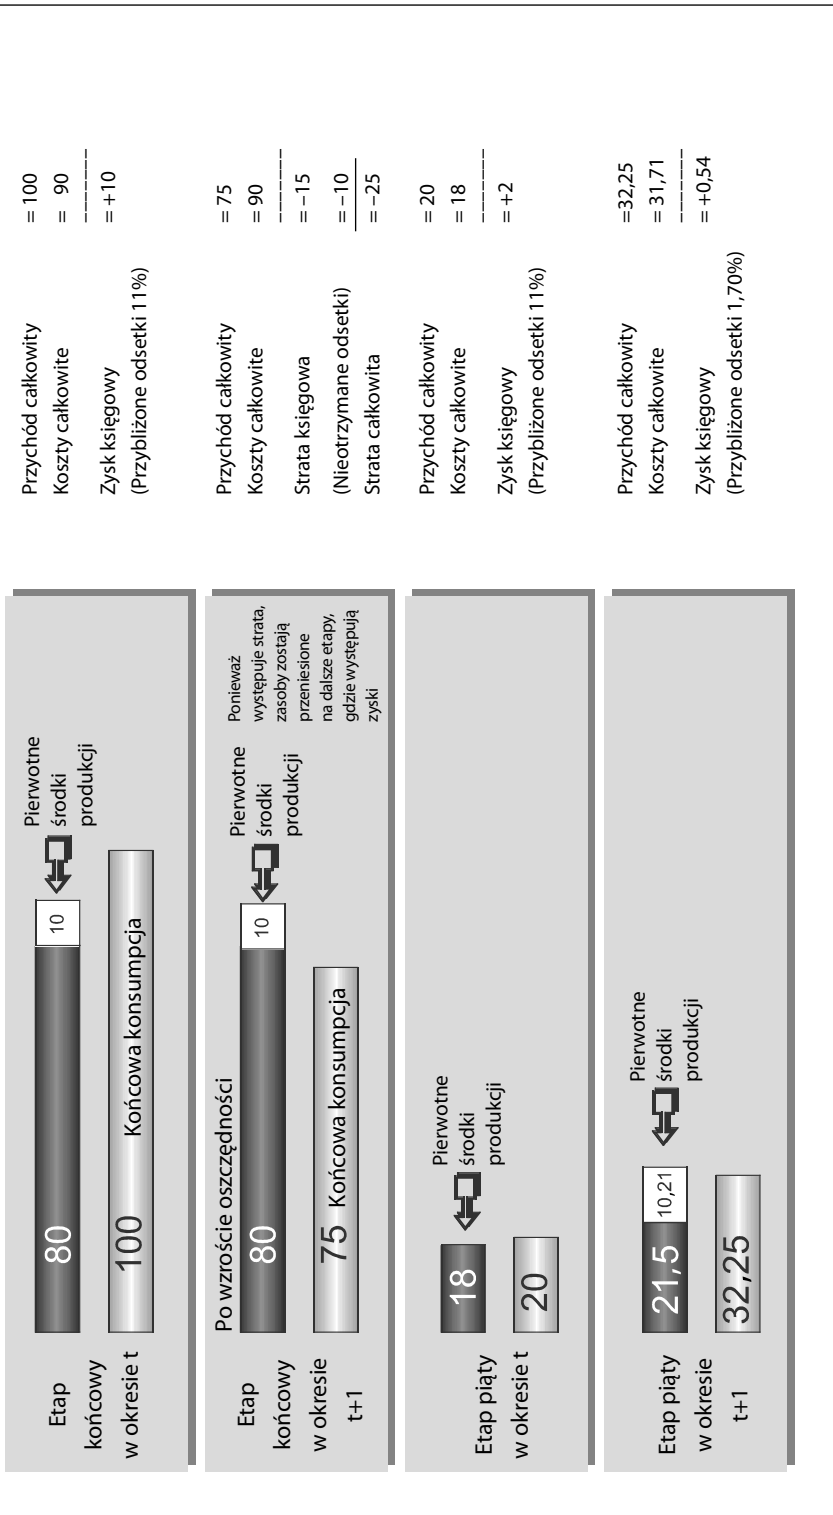 Etap
końcowy
w okresie t
80
10
100 Końcowa konsumpcja
Pierwotne
środki
produkcji
Przychód całkowity = 100
Koszty całkowite = 90
–––––––
Zysk księgowy = +10
(Przybliżone odsetki 11%)
Po wzroście oszczędności
Etap
końcowy
w okresie
t+1
80
10
75 Końcowa konsumpcja
Pierwotne
środki
produkcji
Ponieważ
występuje strata,
zasoby zostają
przeniesione
na dalsze etapy,
gdzie występują
zyski
Przychód całkowity = 75
Koszty całkowite = 90
–––––––
Strata księgowa = –15
(Nieotrzymane odsetki) = –10
Strata całkowita = –25
Etap piąty
w okresie t
18
20
Pierwotne
środki
produkcji
Przychód całkowity = 20
Koszty całkowite = 18
–––––––
Zysk księgowy = +2
(Przybliżone odsetki 11%)
Etap piąty
w okresie
t+1
21,5
10,21
32,25
Pierwotne
środki
produkcji
Przychód całkowity =32,25
Koszty całkowite = 31,71
–––––––
Zysk księgowy = +0,54
(Przybliżone odsetki 1,70%)